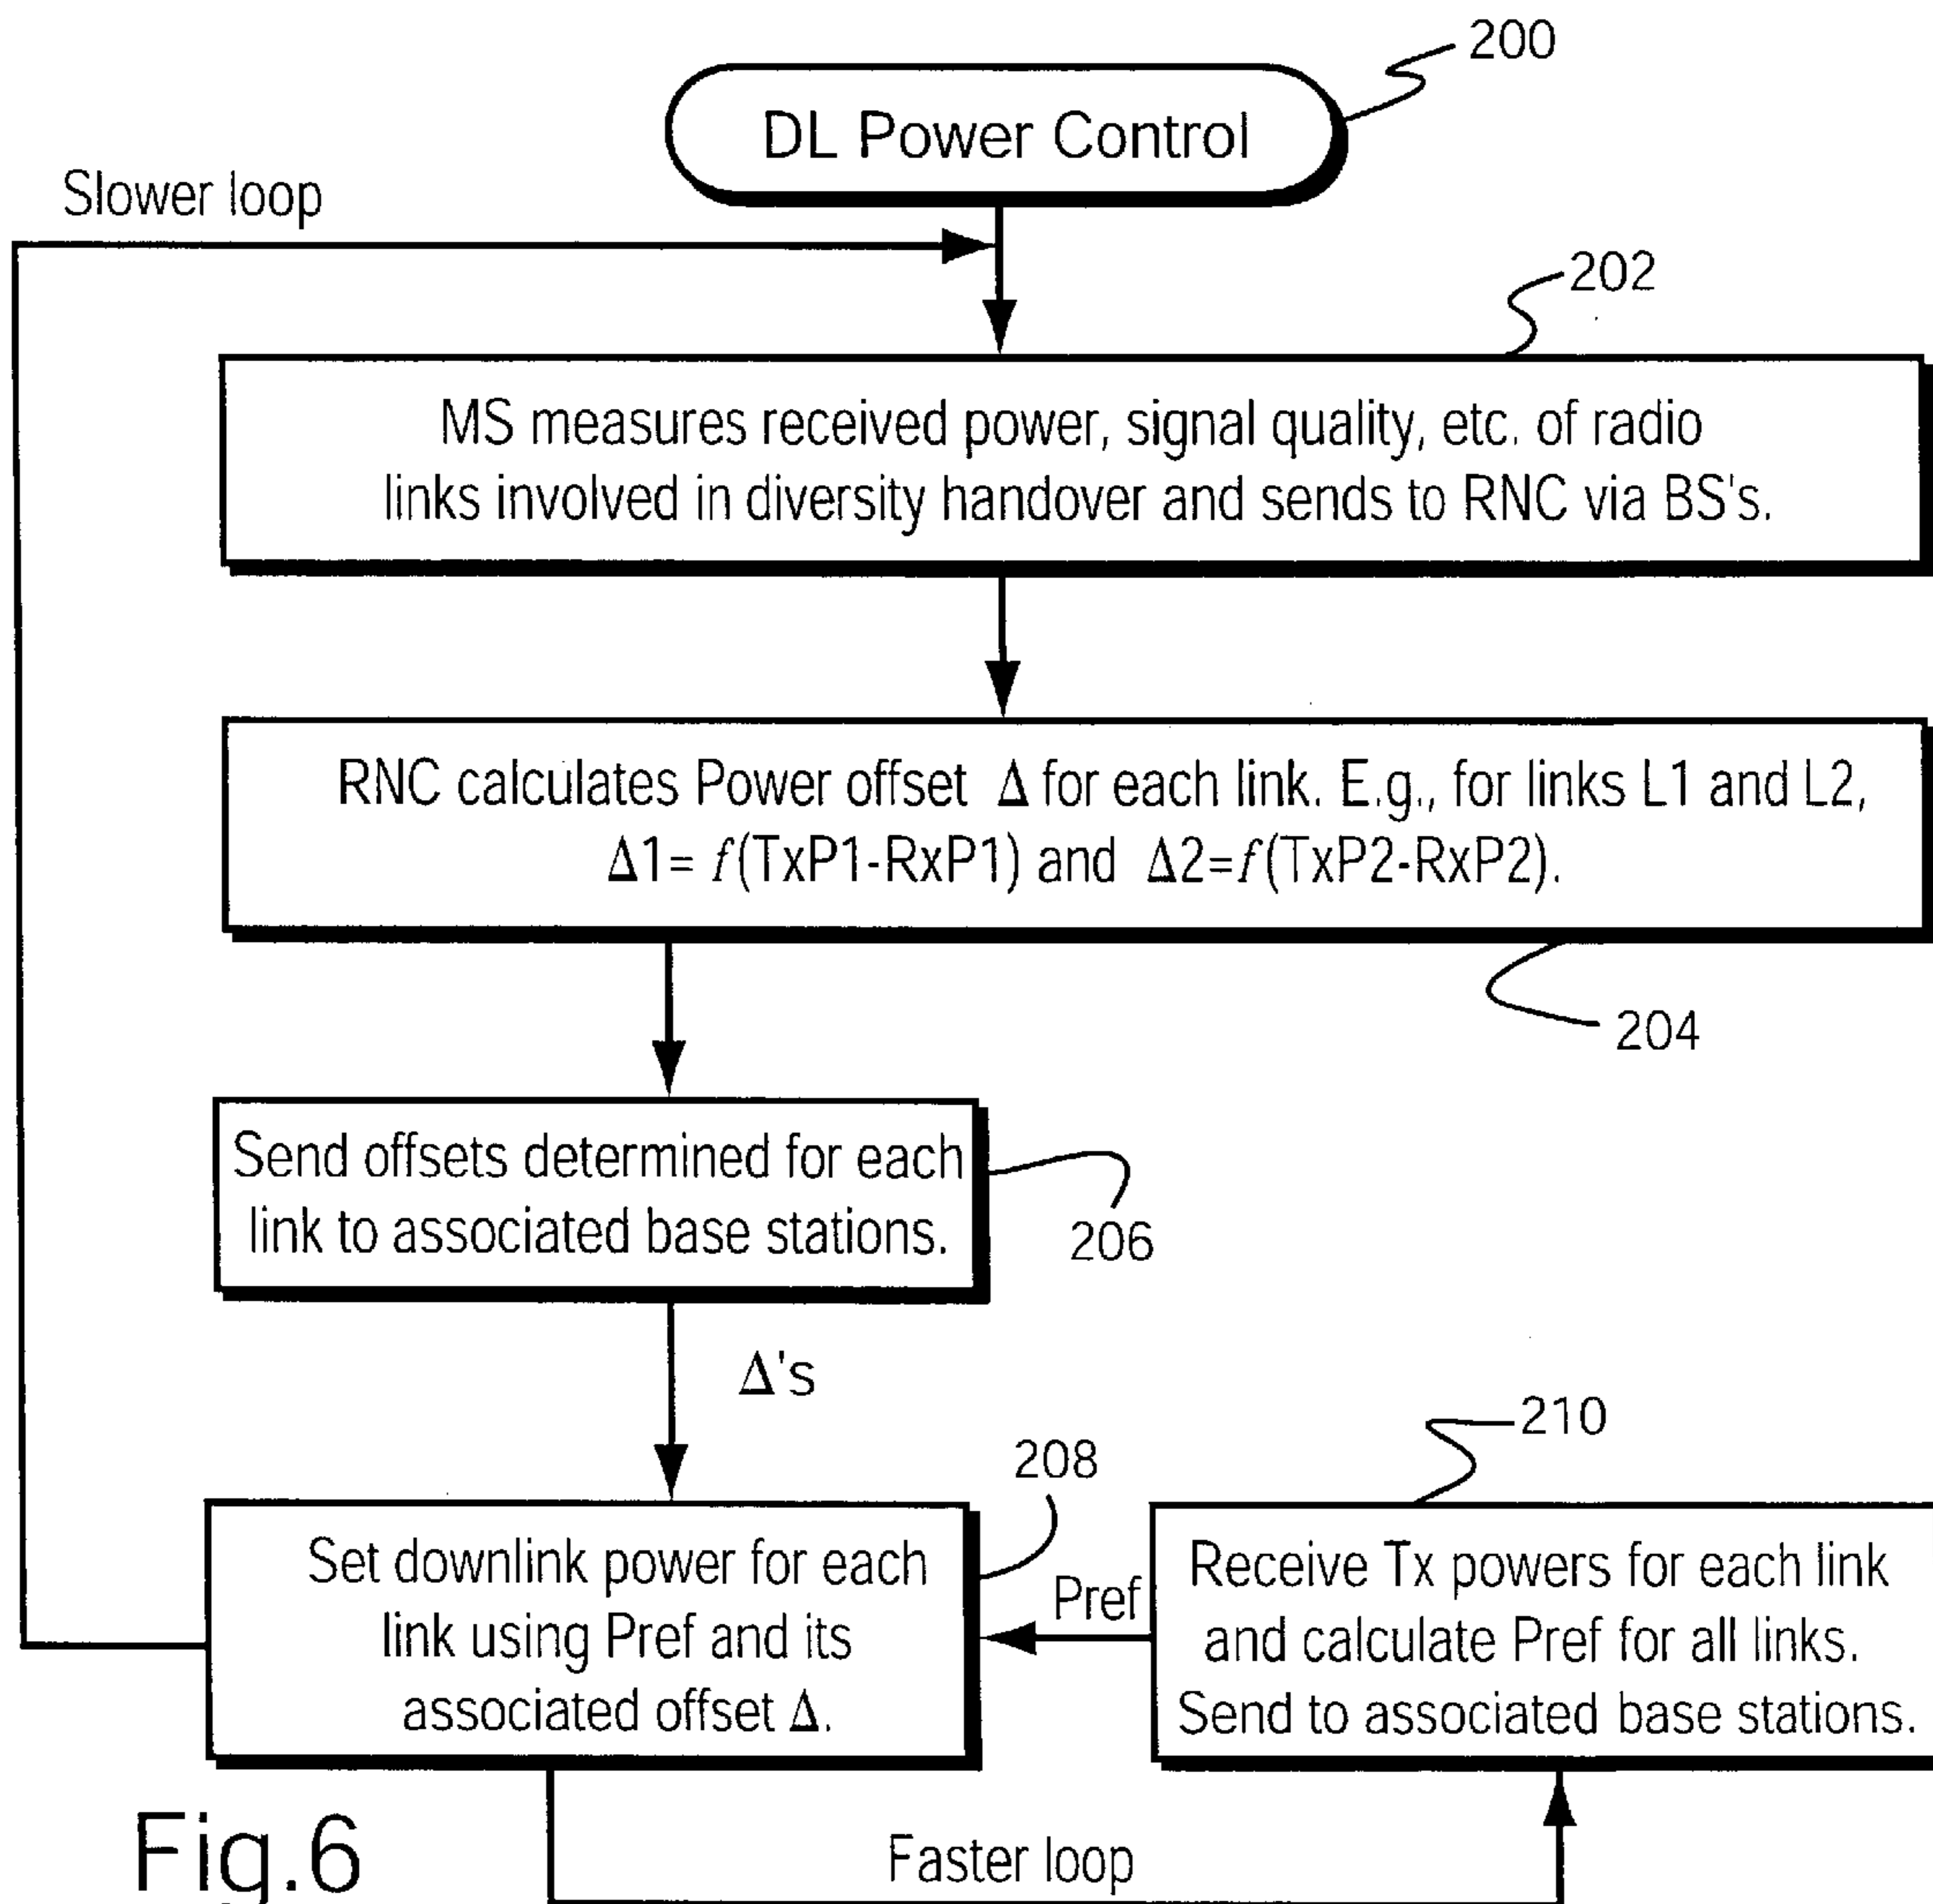 200
DL Power Control
Slower loop
202
MS measures received power, signal quality, etc. of radio
links involved in diversity handover and sends to RNC via BS's.
RNC calculates Power offset Δ for each link. E.g., for links L1 and L2,
Δ1= f(TxP1-RxP1) and Δ2=f(TxP2-RxP2).
204
Send offsets determined for each
link to associated base stations.
206
Δ's
208
210
Set downlink power for each
link using Pref and its
associated offset Δ.
Pref
Receive Tx powers for each link
and calculate Pref for all links.
Send to associated base stations.
Faster loop
Fig.6